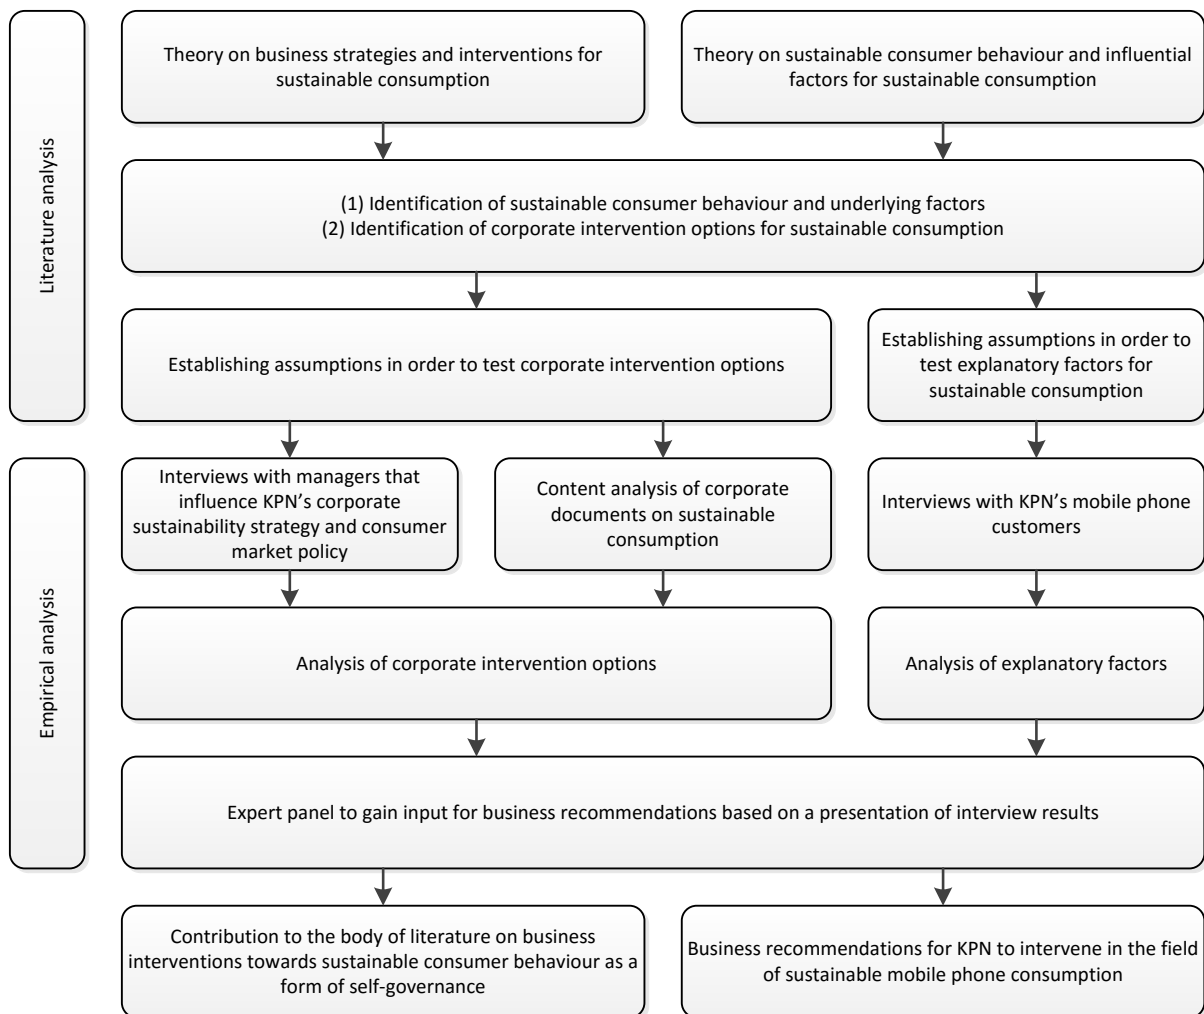 Literature analysis
Theory on business strategies and interventions for
sustainable consumption
Theory on sustainable consumer behaviour and influential
factors for sustainable consumption
(1) Identification of sustainable consumer behaviour and underlying factors
(2) Identification of corporate intervention options for sustainable consumption
Establishing assumptions in order to test corporate intervention options
Establishing assumptions in order to
test explanatory factors for
sustainable consumption
Empirical analysis
Interviews with managers that
influence KPN's corporate
sustainability strategy and consumer
market policy
Content analysis of corporate
documents on sustainable
consumption
Interviews with KPN's mobile phone
customers
Analysis of corporate intervention options
Analysis of explanatory factors
Expert panel to gain input for business recommendations based on a presentation of interview results
Contribution to the body of literature on business
interventions towards sustainable consumer behaviour as a
form of self-governance
Business recommendations for KPN to intervene in the field
of sustainable mobile phone consumption